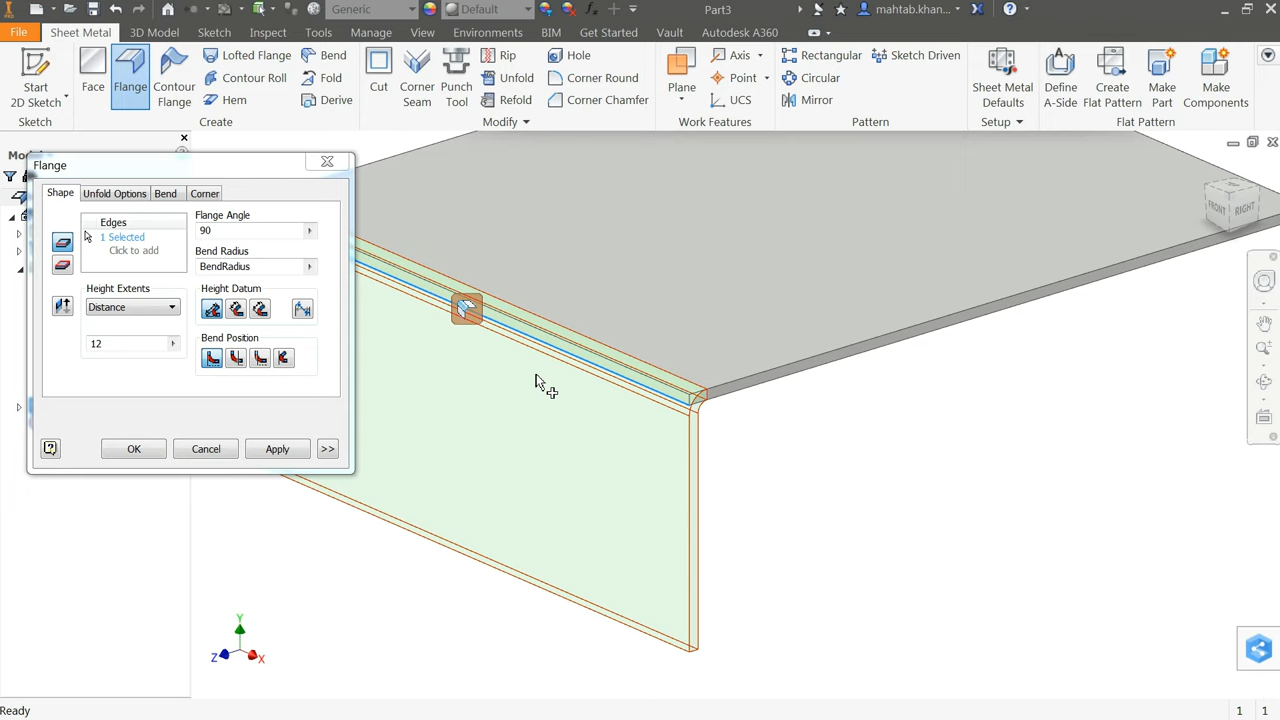 PRO
Generic
Default
Part3
mahtab.khan...
File
Sheet Metal
3D Model
Sketch
Inspect
Tools
Manage
View
Environments
BIM
Get Started
Vault
Autodesk A360
Start
2D Sketch
Face
Flange
Contour
Flange
Lofted Flange
Contour Roll
Hem
Bend
Fold
Derive
Cut
Corner
Seam
Punch
Tool
Rip
Unfold
Refold
Hole
Corner Round
Corner Chamfer
Plane
Axis
Point
UCS
Rectangular
Circular
Mirror
Sketch Driven
Sheet Metal
Defaults
Define
A-Side
Create
Flat Pattern
Make
Part
Make
Components
Sketch
Create
Modify
Work Features
Pattern
Setup
Flat Pattern
Flange
Shape
Unfold Options
Bend
Corner
Edges
1 Selected
Click to add
Flange Angle
90
Bend Radius
BendRadius
Height Extents
Distance
12
Height Datum
Bend Position
OK
Cancel
Apply
>>
FRONT
RIGHT
Y
Z
X
Ready
1
1